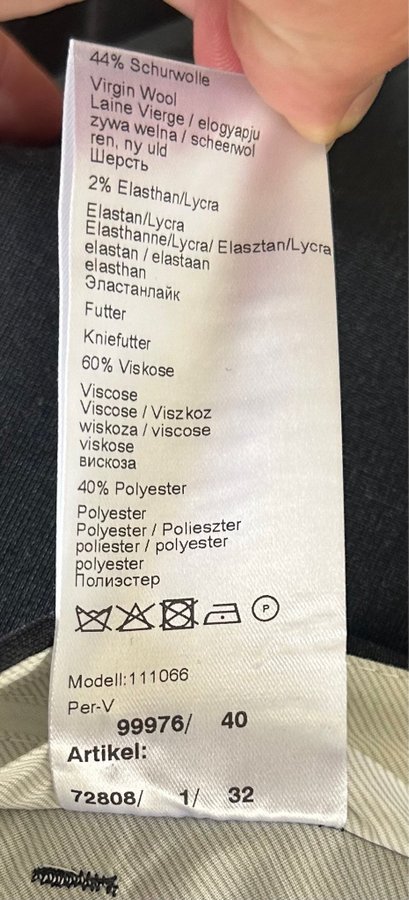 44% Schurwolle
Virgin Wool
Laine Vierge / elogyapju
zywa welna / scheerwol
ren, ny uld
Шерсть
2% Elasthan/Lycra
Elastan/Lycra
Elasthanne/Lycra/ Elasztan/Lycra
elastan / elastaan
elasthan
Эластанлайк
Futter
Kniefutter
60% Viskose
Viscose
Viscose / Viszkoz
wiskoza / viscose
viskose
вискоза
40% Polyester
Polyester
Polyester / Polieszter
poliester / polyester
polyester
Полиэстер
P
Modell:111066
Per-V
99976/ 40
Artikel:
72808/ 1/ 32